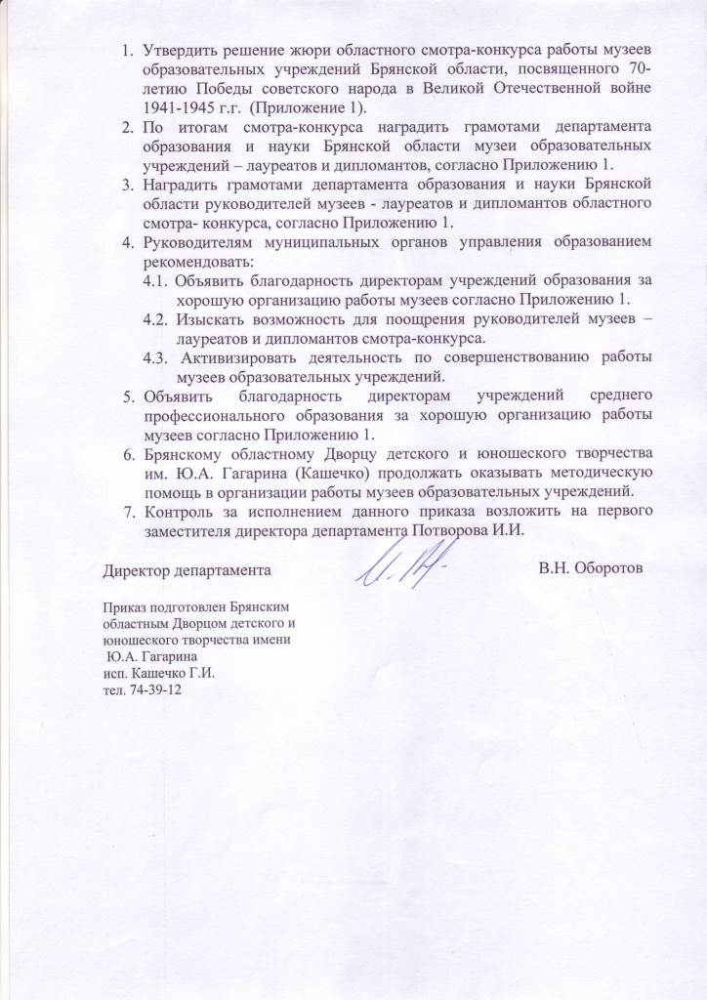 1. Утвердить решение жюри областного смотра-конкурса работы музеев
образовательных учреждений Брянской области, посвященного 70-
летию Победы советского народа в Великой Отечественной войне
1941-1945 г.г. (Приложение 1).
2. По итогам смотра-конкурса наградить грамотами департамента
образования и науки Брянской области музеи образовательных
учреждений – лауреатов и дипломантов, согласно Приложению 1.
3. Наградить грамотами департамента образования и науки Брянской
области руководителей музеев - лауреатов и дипломантов областного
смотра- конкурса, согласно Приложению 1.
4. Руководителям муниципальных органов управления образованием
рекомендовать:
4.1. Объявить благодарность директорам учреждений образования за
хорошую организацию работы музеев согласно Приложению 1.
4.2. Изыскать возможность для поощрения руководителей музеев –
лауреатов и дипломантов смотра-конкурса.
4.3. Активизировать деятельность по совершенствованию работы
музеев образовательных учреждений.
5. Объявить благодарность директорам учреждений среднего
профессионального образования за хорошую организацию работы
музеев согласно Приложению 1.
6. Брянскому областному Дворцу детского и юношеского творчества
им. Ю.А. Гагарина (Кашечко) продолжать оказывать методическую
помощь в организации работы музеев образовательных учреждений.
7. Контроль за исполнением данного приказа возложить на первого
заместителя директора департамента Потворова И.И.
Директор департамента В.Н. Оборотов
Приказ подготовлен Брянским
областным Дворцом детского и
юношеского творчества имени
Ю.А. Гагарина
исп. Кашечко Г.И.
тел. 74-39-12